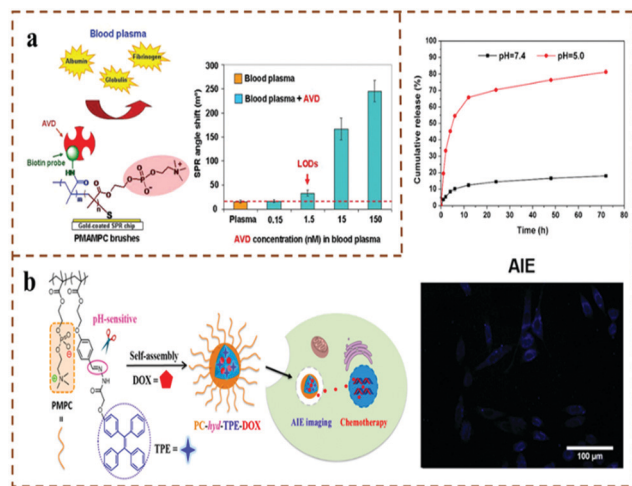 a
Blood plasma
Albumin
Fibrinogen
Globulin
AVD
Biotin probe
HN
O
O
O
O
P
O
O⁻
N⁺
m
n
S
Gold-coated SPR chip
PMAMPC brushes
SPR angle shift (m°)
350
300
250
200
150
100
50
0
Blood plasma
Blood plasma + AVD
LODs
Plasma 0.15 1.5 15 150
AVD concentration (nM) in blood plasma
Cumulative release (%)
100
90
80
70
60
50
40
30
20
10
0
pH=7.4
pH=5.0
0 10 20 30 40 50 60 70 80
Time (h)
b
pH-sensitive
PMPC
=
NH
TPE =
Self-assembly
DOX =
PC-hyd-TPE-DOX
AIE imaging
Chemotherapy
AIE
100 μm